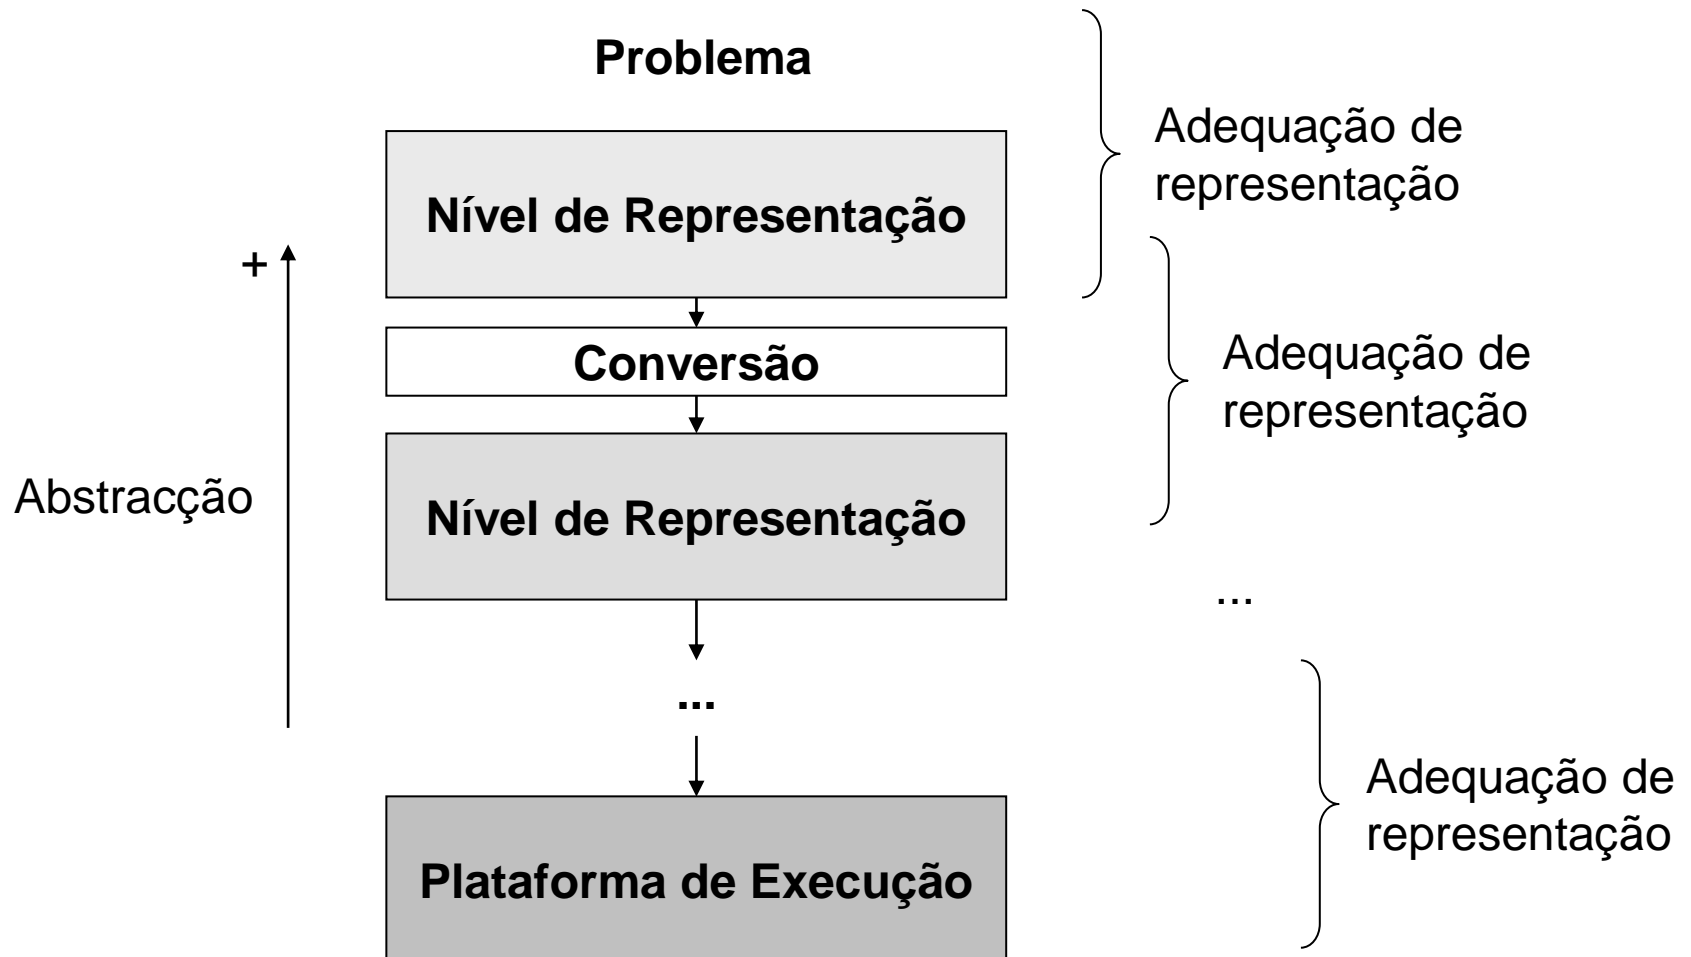 Problema
Adequação de
representação
Nível de Representação
+
Adequação de
representação
Conversão
Abstracção
Nível de Representação
...
...
Adequação de
representação
Plataforma de Execução